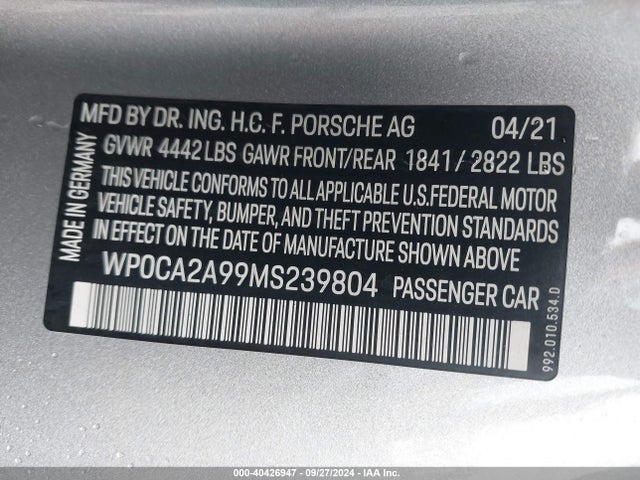 MFD BY DR. ING. H.C. F. PORSCHE AG 04/21
GVWR 4442 LBS GAWR FRONT/REAR 1841 / 2822 LBS
THIS VEHICLE CONFORMS TO ALL APPLICABLE U.S. FEDERAL MOTOR
VEHICLE SAFETY, BUMPER, AND THEFT PREVENTION STANDARDS
IN EFFECT ON THE DATE OF MANUFACTURE SHOWN ABOVE
WP0CA2A99MS239804 PASSENGER CAR
MADE IN GERMANY
992.010.534.D
000-40426947 - 09/27/2024 - IAA Inc.